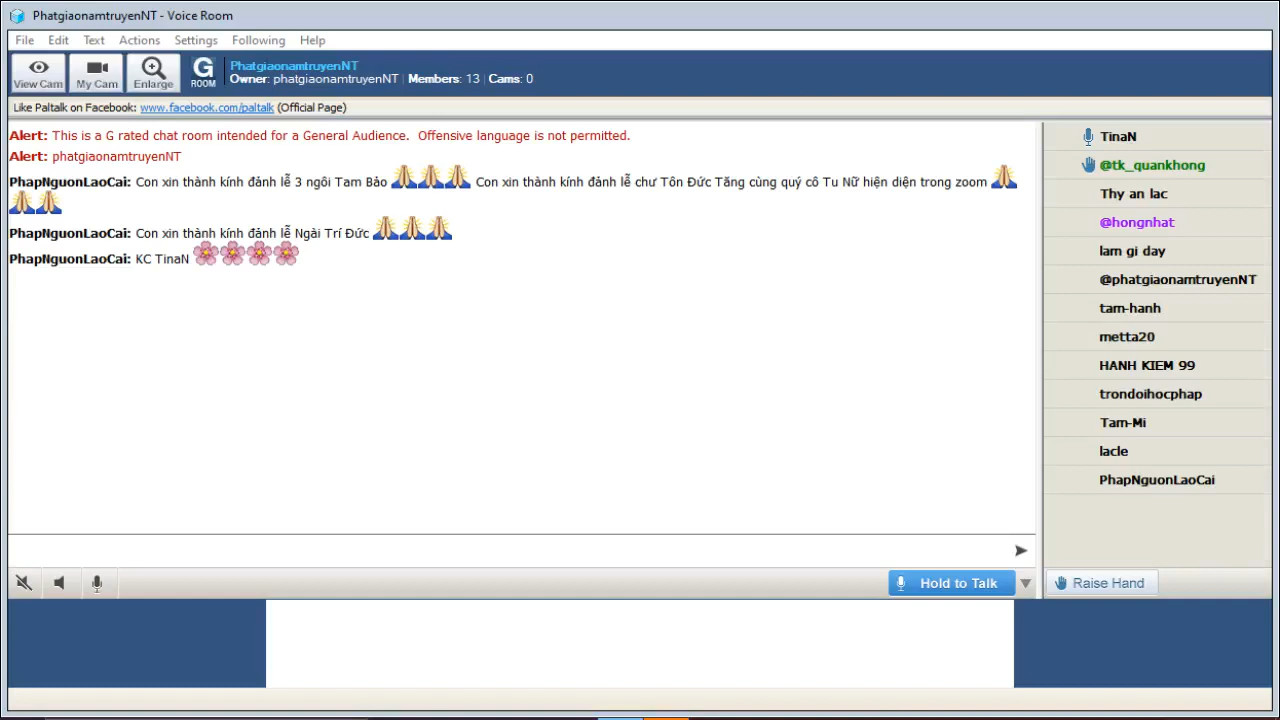 PhatgiaonamtruyenNT - Voice Room
File Edit Text Actions Settings Following Help
View Cam My Cam Enlarge G ROOM PhatgiaonamtruyenNT
Owner: phatgiaonamtruyenNT | Members: 13 | Cams: 0
Like Paltalk on Facebook: www.facebook.com/paltalk (Official Page)
Alert: This is a G rated chat room intended for a General Audience. Offensive language is not permitted.
Alert: phatgiaonamtruyenNT
PhapNguonLaoCai: Con xin thành kính đảnh lễ 3 ngôi Tam Bảo 🙏🙏🙏 Con xin thành kính đảnh lễ chư Tôn Đức Tăng cùng quý cô Tu Nữ hiện diện trong zoom 🙏
🙏🙏
PhapNguonLaoCai: Con xin thành kính đảnh lễ Ngài Trí Đức 🙏🙏🙏
PhapNguonLaoCai: KC TinaN 🌸🌸🌸🌸
TinaN
@tk_quankhong
Thy an lac
@hongnhat
lam gi day
@phatgiaonamtruyenNT
tam-hanh
metta20
HANH KIEM 99
trondoihocphap
Tam-Mi
lacle
PhapNguonLaoCai
Hold to Talk
Raise Hand